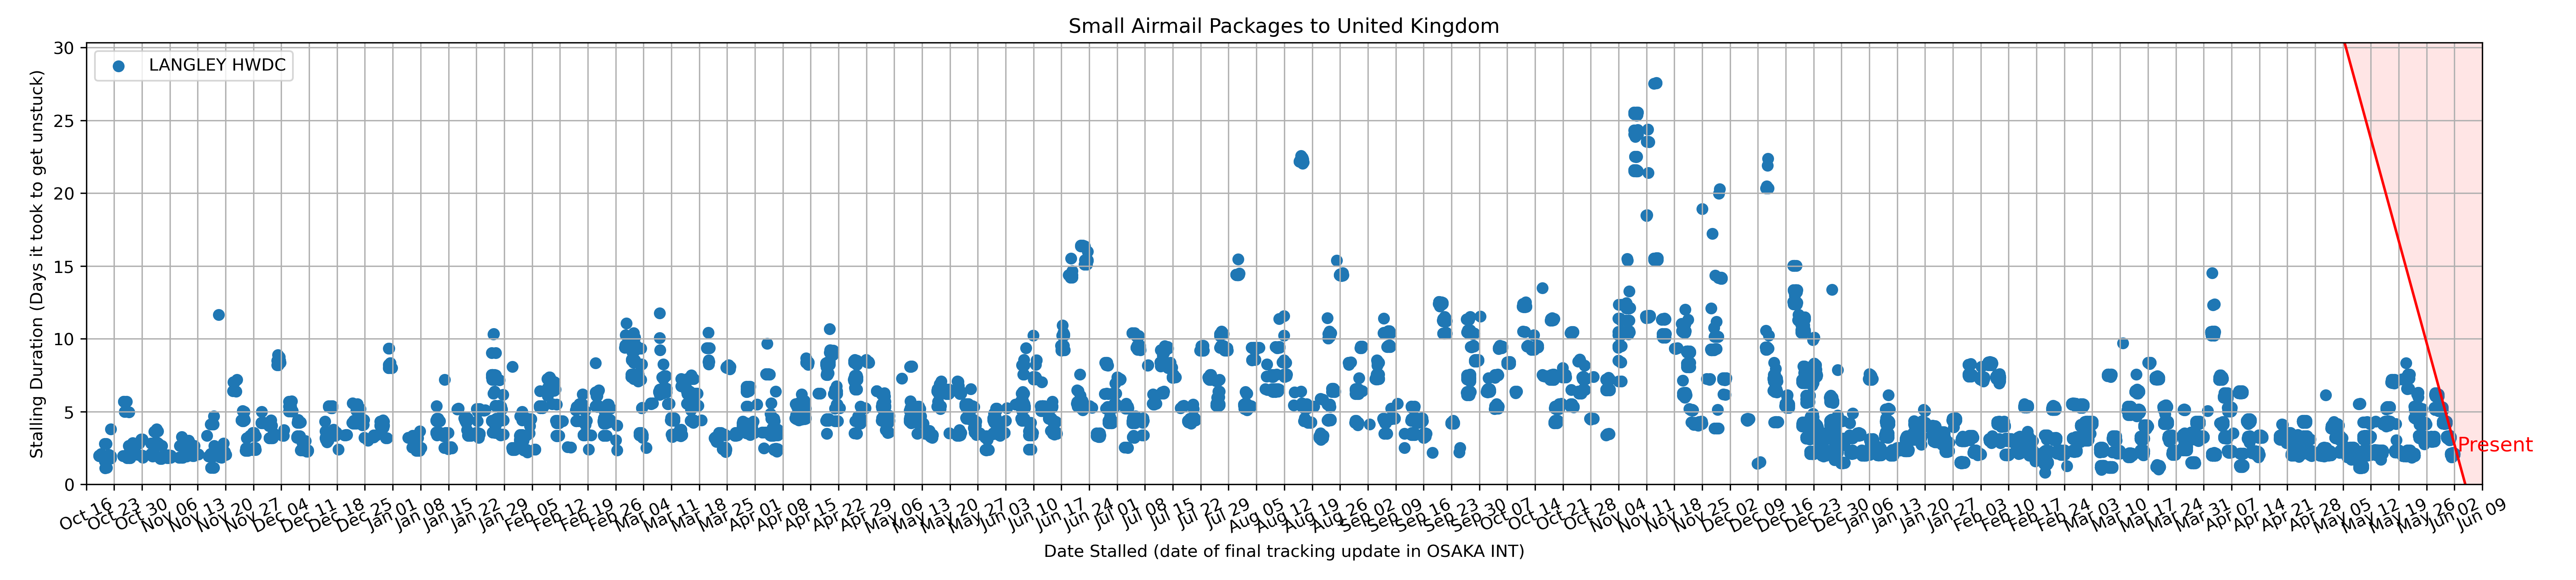 Small Airmail Packages to United Kingdom
LANGLEY HWDC
Stalling Duration (Days it took to get unstuck)
30
25
20
15
10
5
0
Present
Oct 16
Oct 23
Oct 30
Nov 06
Nov 13
Nov 20
Nov 27
Dec 04
Dec 11
Dec 18
Dec 25
Jan 01
Jan 08
Jan 15
Jan 22
Jan 29
Feb 05
Feb 12
Feb 19
Feb 26
Mar 04
Mar 11
Mar 18
Mar 25
Apr 01
Apr 08
Apr 15
Apr 22
Apr 29
May 06
May 13
May 20
May 27
Jun 03
Jun 10
Jun 17
Jun 24
Jul 01
Jul 08
Jul 15
Jul 22
Jul 29
Aug 05
Aug 12
Aug 19
Aug 26
Sep 02
Sep 09
Sep 16
Sep 23
Sep 30
Oct 07
Oct 14
Oct 21
Oct 28
Nov 04
Nov 11
Nov 18
Nov 25
Dec 02
Dec 09
Dec 16
Dec 23
Dec 30
Jan 06
Jan 13
Jan 20
Jan 27
Feb 03
Feb 10
Feb 17
Feb 24
Mar 03
Mar 10
Mar 17
Mar 24
Mar 31
Apr 07
Apr 14
Apr 21
Apr 28
May 05
May 12
May 19
May 26
Jun 02
Jun 09
Date Stalled (date of final tracking update in OSAKA INT)